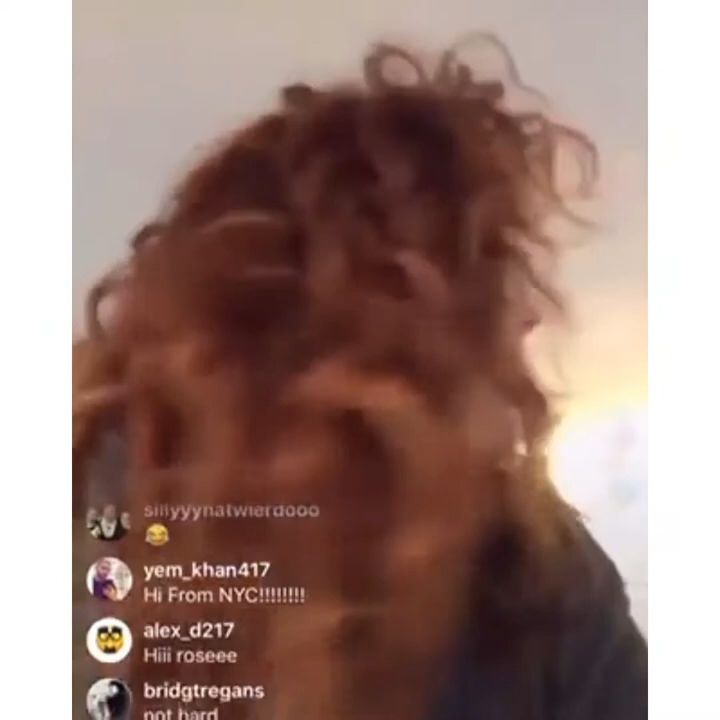 sillyyynatwierdooo
😂
yem_khan417
Hi From NYC!!!!!!!!
alex_d217
Hiii roseee
bridgtregans
not hard